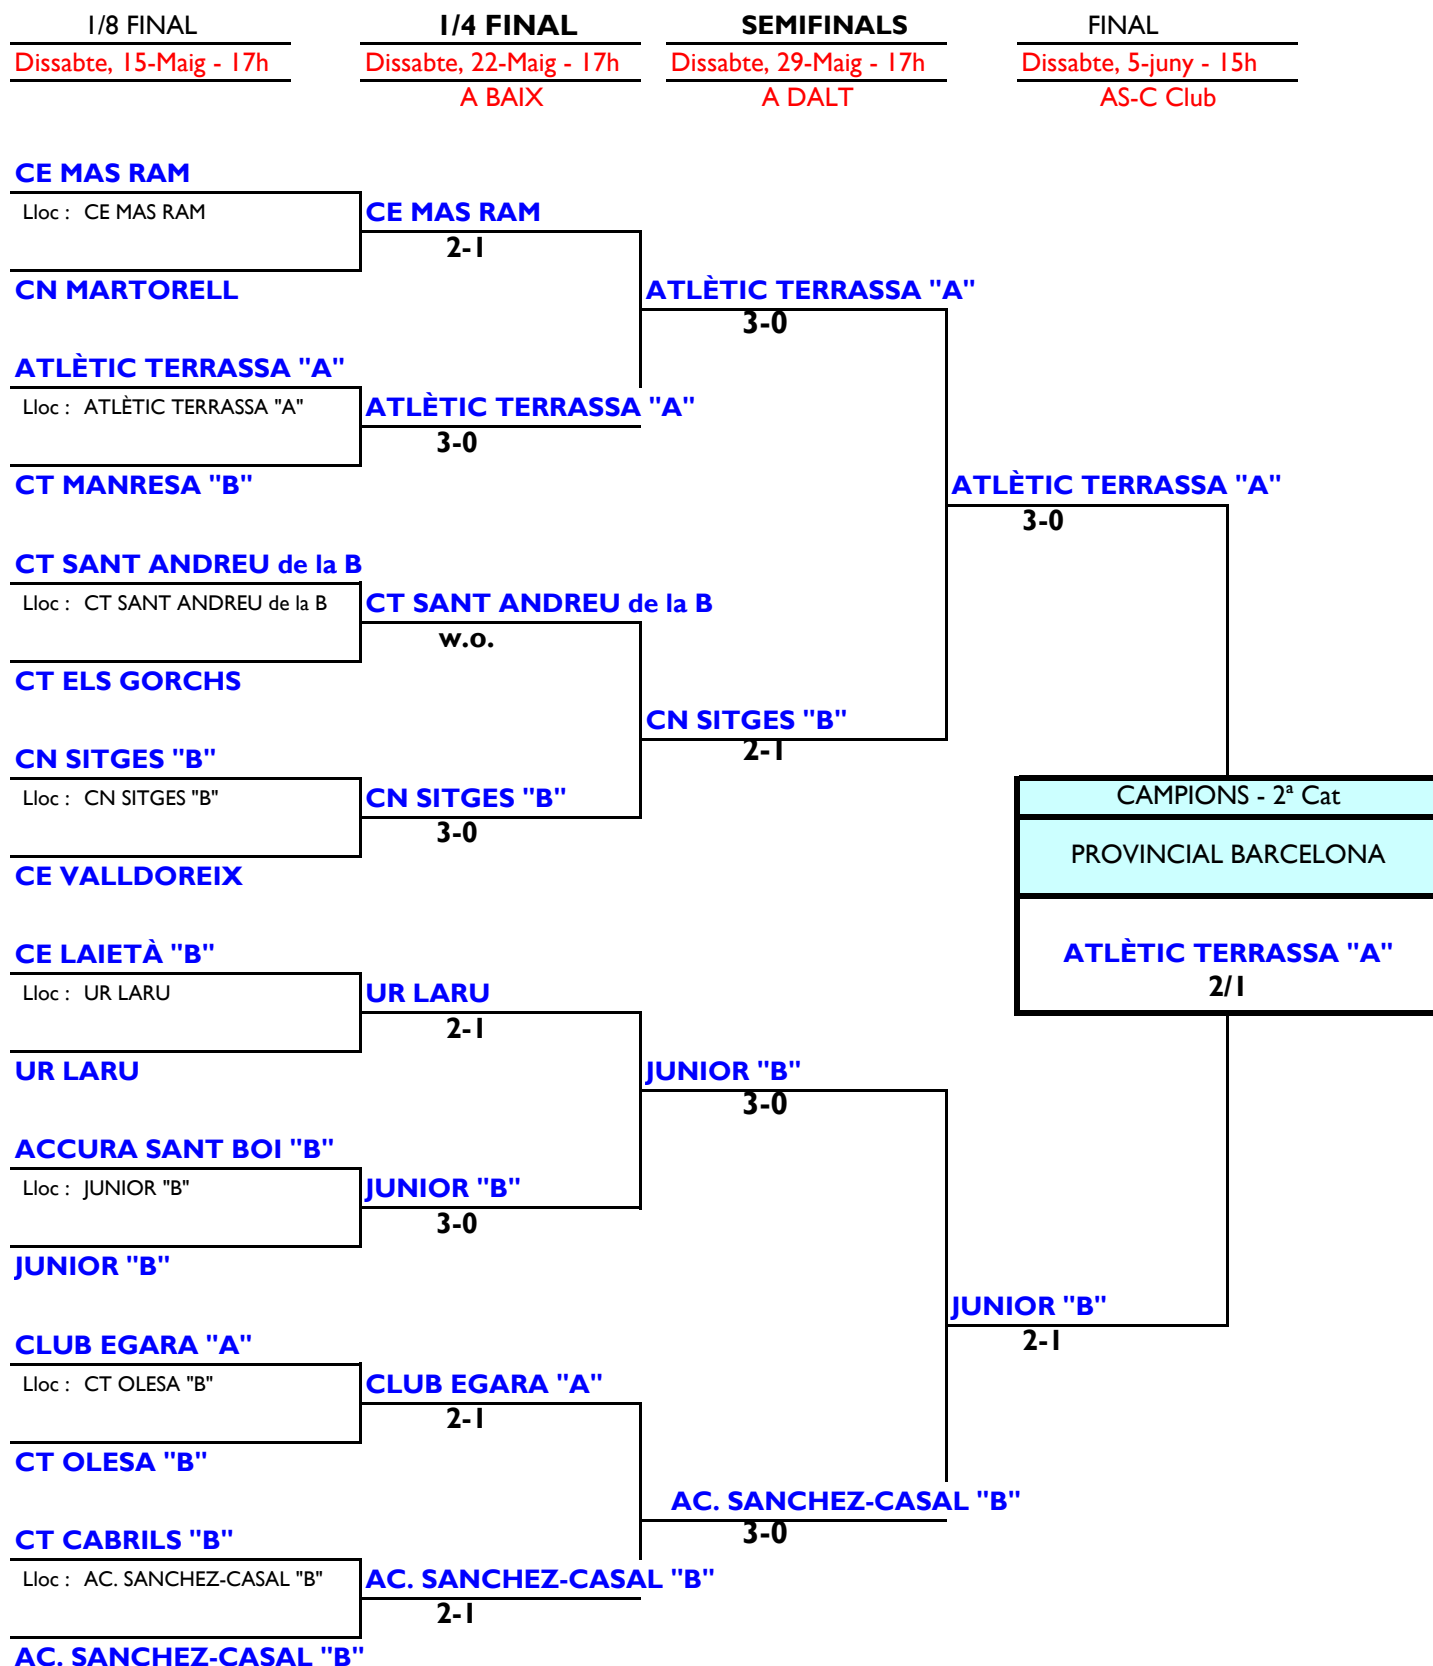 1/8 FINAL
1/4 FINAL
SEMIFINALS
FINAL
Dissabte, 15-Maig - 17h
Dissabte, 22-Maig - 17h
Dissabte, 29-Maig - 17h
Dissabte, 5-juny - 15h
A BAIX
A DALT
AS-C Club
CE MAS RAM
Lloc : CE MAS RAM
CE MAS RAM
2-1
CN MARTORELL
ATLÈTIC TERRASSA "A"
3-0
ATLÈTIC TERRASSA "A"
Lloc : ATLÈTIC TERRASSA "A"
ATLÈTIC TERRASSA "A"
3-0
CT MANRESA "B"
ATLÈTIC TERRASSA "A"
3-0
CT SANT ANDREU de la B
Lloc : CT SANT ANDREU de la B
CT SANT ANDREU de la B
w.o.
CT ELS GORCHS
CN SITGES "B"
2-1
CN SITGES "B"
Lloc : CN SITGES "B"
CN SITGES "B"
3-0
CE VALLDOREIX
CAMPIONS - 2ª Cat
PROVINCIAL BARCELONA
ATLÈTIC TERRASSA "A"
2/1
CE LAIETÀ "B"
Lloc : UR LARU
UR LARU
2-1
UR LARU
JUNIOR "B"
3-0
ACCURA SANT BOI "B"
Lloc : JUNIOR "B"
JUNIOR "B"
3-0
JUNIOR "B"
JUNIOR "B"
2-1
CLUB EGARA "A"
Lloc : CT OLESA "B"
CLUB EGARA "A"
2-1
CT OLESA "B"
AC. SANCHEZ-CASAL "B"
3-0
CT CABRILS "B"
Lloc : AC. SANCHEZ-CASAL "B"
AC. SANCHEZ-CASAL "B"
2-1
AC. SANCHEZ-CASAL "B"